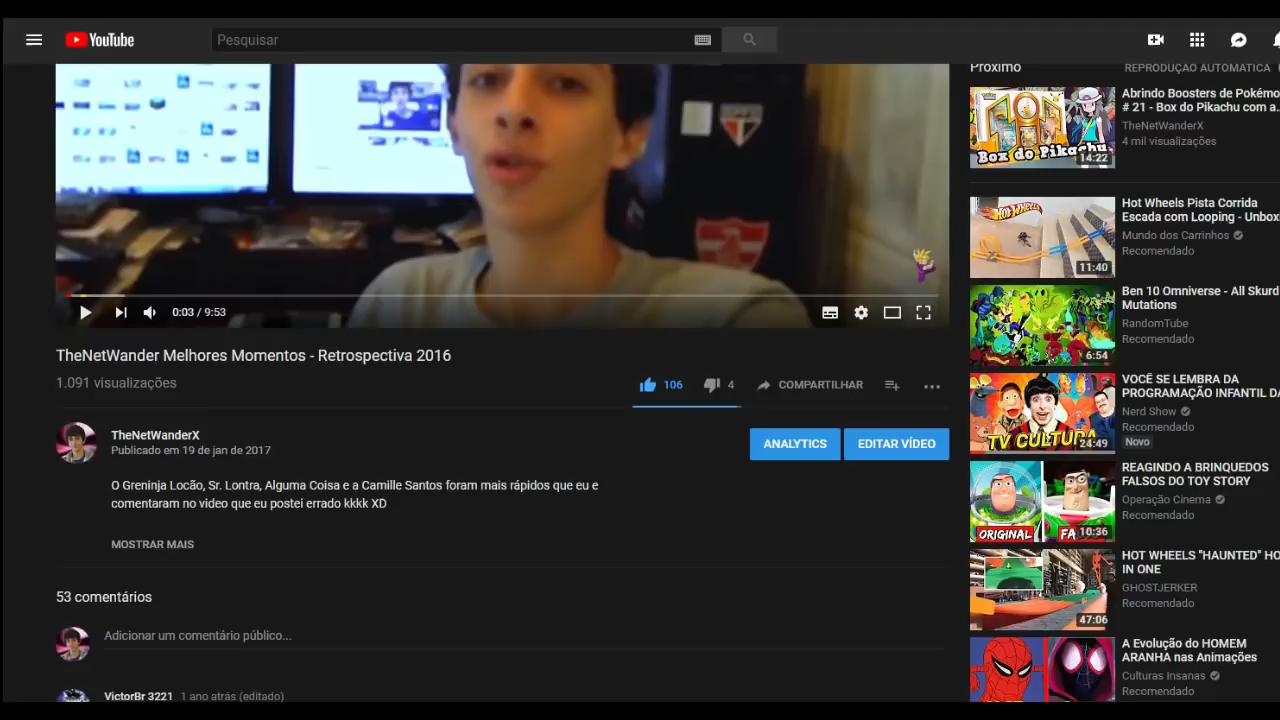 YouTube
Pesquisar
0:03 / 9:53
TheNetWander Melhores Momentos - Retrospectiva 2016
1.091 visualizações
106
4
COMPARTILHAR
TheNetWanderX
Publicado em 19 de jan de 2017
ANALYTICS
EDITAR VÍDEO
O Greninja Locão, Sr. Lontra, Alguma Coisa e a Camille Santos foram mais rápidos que eu e
comentaram no video que eu postei errado kkkk XD
MOSTRAR MAIS
53 comentários
Adicionar um comentário público...
VictorBr 3221 1 ano atrás (editado)
Próximo
REPRODUÇÃO AUTOMÁTICA
Box do Pikachu
14:22
Abrindo Boosters de Pokémo
# 21 - Box do Pikachu com a...
TheNetWanderX
4 mil visualizações
HOT WHEELS
11:40
Hot Wheels Pista Corrida
Escada com Looping - Unbox
Mundo dos Carrinhos
Recomendado
6:54
Ben 10 Omniverse - All Skurd
Mutations
RandomTube
Recomendado
TV CULTURA
24:49
VOCÊ SE LEMBRA DA
PROGRAMAÇÃO INFANTIL DA
Nerd Show
Recomendado
Novo
ORIGINAL
FA
10:36
REAGINDO A BRINQUEDOS
FALSOS DO TOY STORY
Operação Cinema
Recomendado
47:06
HOT WHEELS "HAUNTED" HO
IN ONE
GHOSTJERKER
Recomendado
A Evolução do HOMEM
ARANHA nas Animações
Culturas Insanas
Recomendado